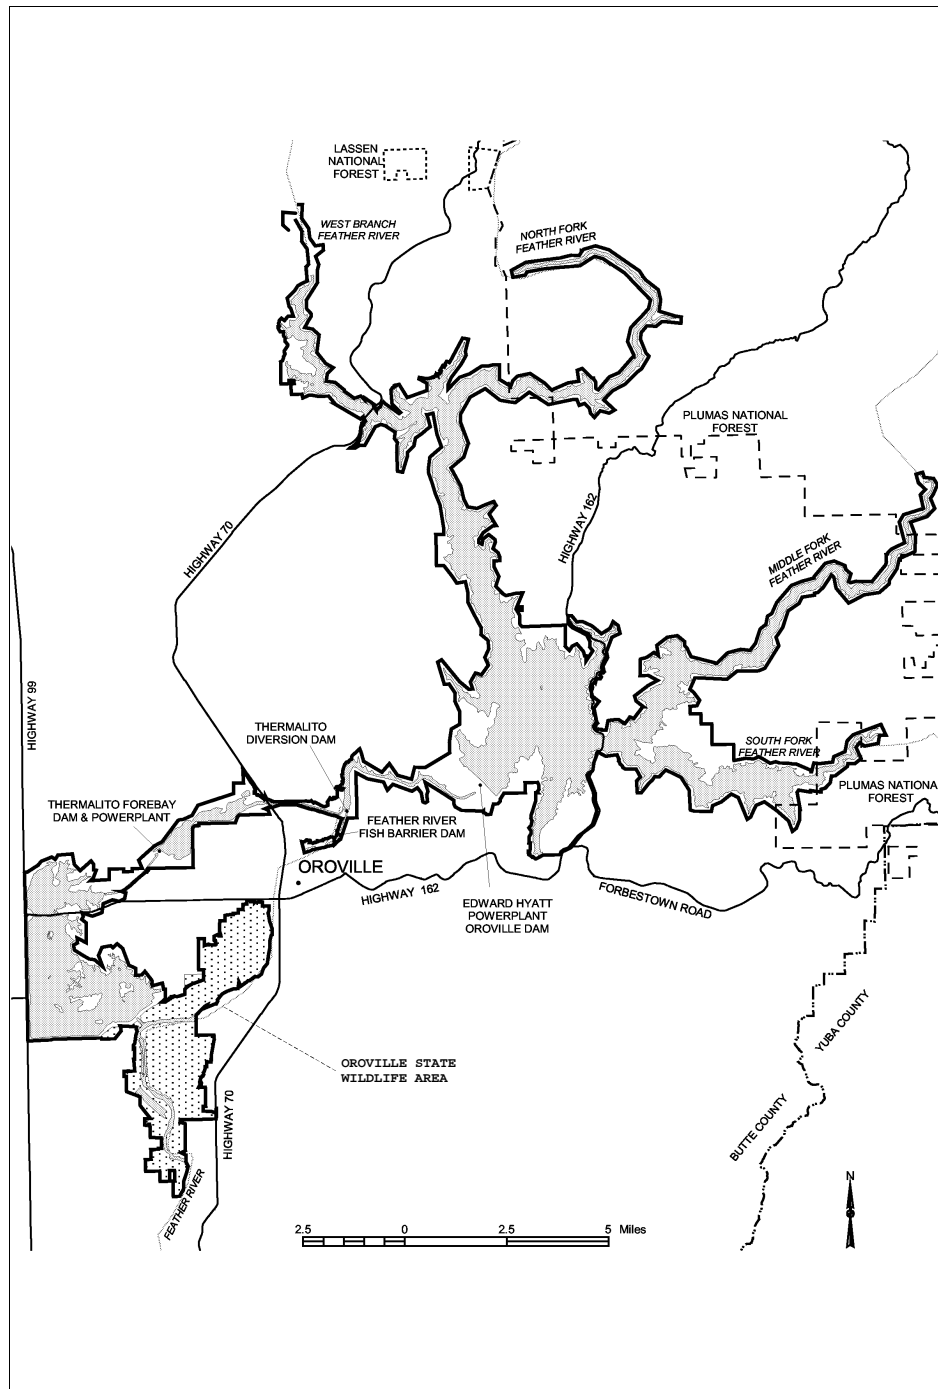 LASSEN
NATIONAL
FOREST
WEST BRANCH
FEATHER RIVER
NORTH FORK
FEATHER RIVER
PLUMAS NATIONAL
FOREST
HIGHWAY 70
HIGHWAY 162
MIDDLE FORK
FEATHER RIVER
HIGHWAY 99
THERMALITO
DIVERSION DAM
SOUTH FORK
FEATHER RIVER
PLUMAS NATIONA
FOREST
THERMALITO FOREBAY
DAM & POWERPLANT
FEATHER RIVER
FISH BARRIER DAM
OROVILLE
HIGHWAY 162
FORBESTOWN ROAD
EDWARD HYATT
POWERPLANT
OROVILLE DAM
YUBA COUNTY
OROVILLE STATE
WILDLIFE AREA
HIGHWAY 70
BUTTE COUNTY
FEATHER RIVER
N
2.5 0 2.5 5 Miles